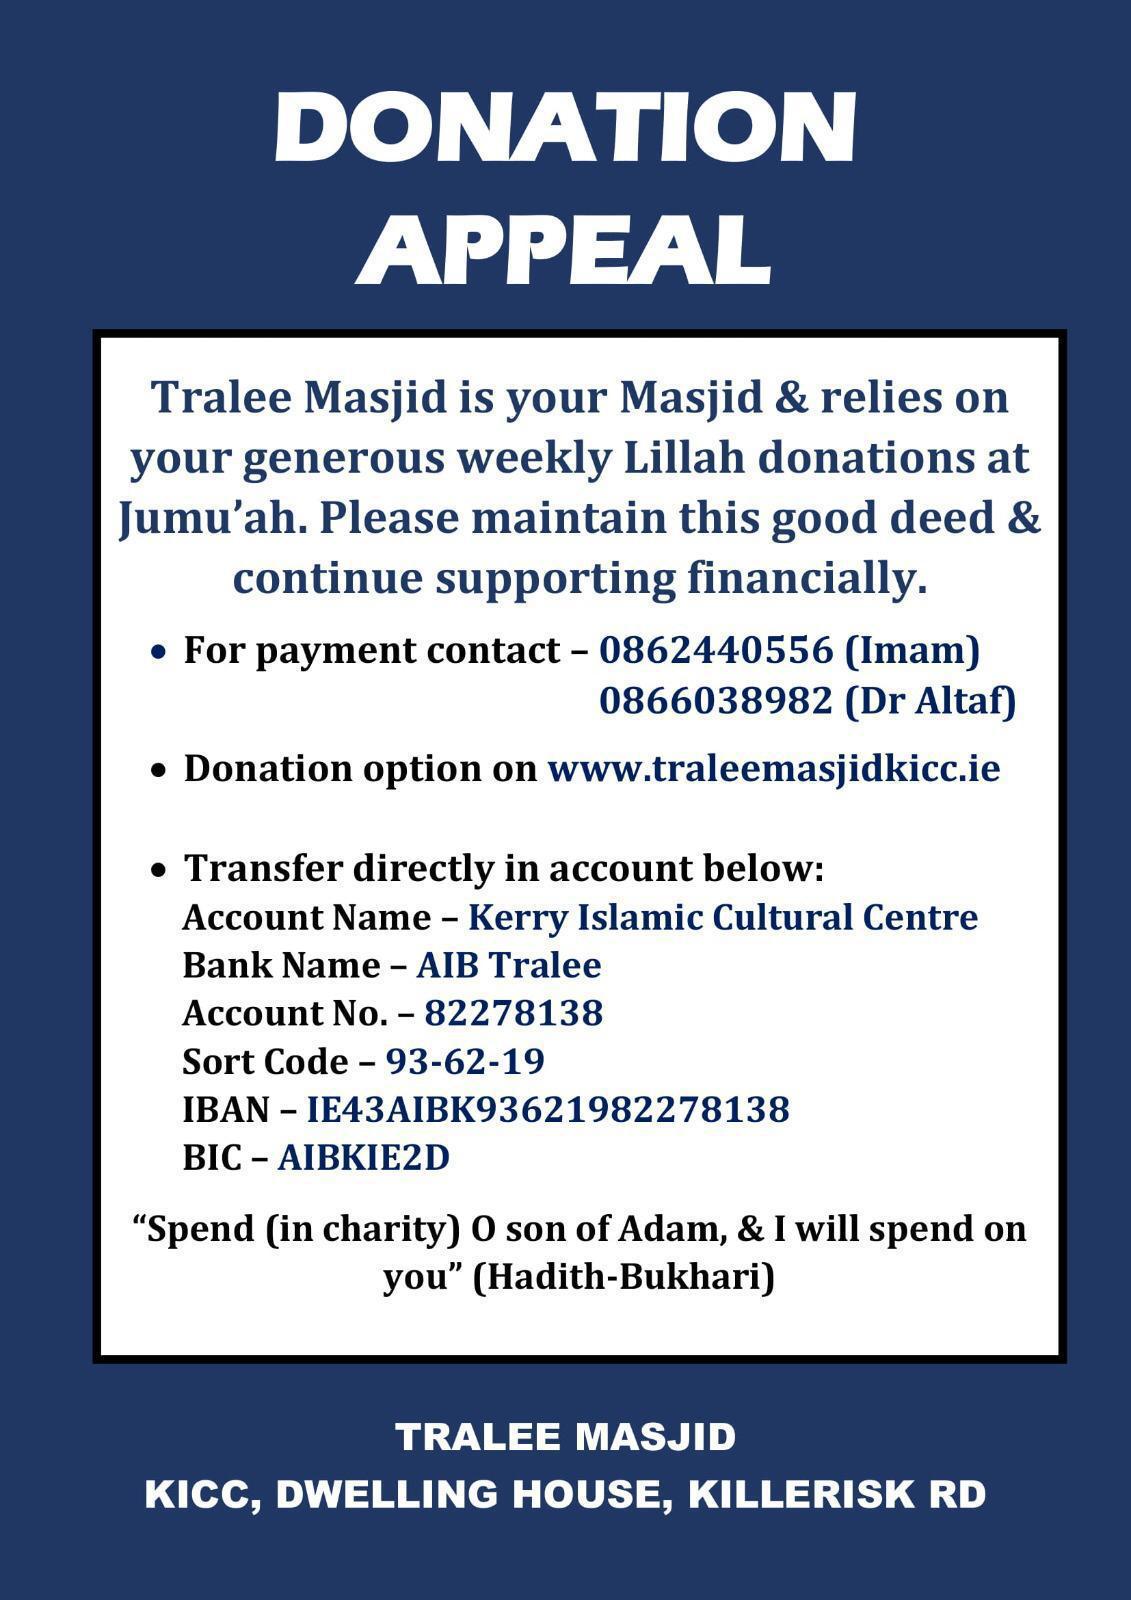 DONATION
APPEAL
Tralee Masjid is your Masjid & relies on
your generous weekly Lillah donations at
Jumu’ah. Please maintain this good deed &
continue supporting financially.
• For payment contact – 0862440556 (Imam)
0866038982 (Dr Altaf)
• Donation option on www.traleemasjidkicc.ie
• Transfer directly in account below:
Account Name – Kerry Islamic Cultural Centre
Bank Name – AIB Tralee
Account No. – 82278138
Sort Code – 93-62-19
IBAN – IE43AIBK93621982278138
BIC – AIBKIE2D
“Spend (in charity) O son of Adam, & I will spend on
you” (Hadith-Bukhari)
TRALEE MASJID
KICC, DWELLING HOUSE, KILLERISK RD